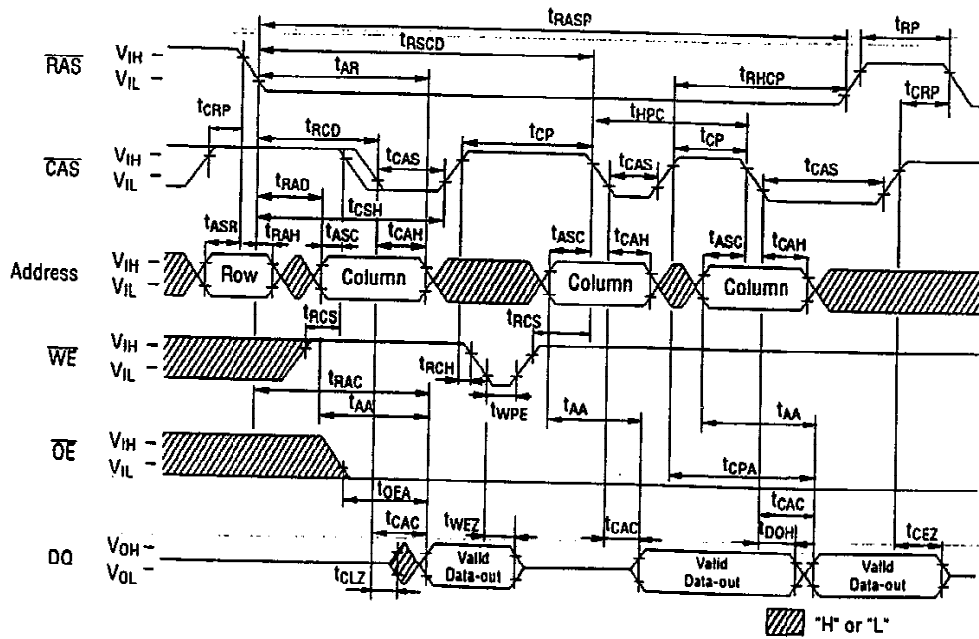 tRASP
tRP
tRSCD
RAS
VIH
VIL
tAR
tRHCP
tCRP
tCRP
tRCD
tCP
tHPC
tCP
CAS
VIH
VIL
tCAS
tCAS
tCAS
tRAD
tCSH
tASR
tRAH
tASC
tCAH
tASC
tCAH
tASC
tCAH
Address
VIH
VIL
Row
Column
Column
Column
tRCS
tRCS
WE
VIH
VIL
tRCH
tRAC
tWPE
tAA
tAA
tAA
OE
VIH
VIL
tCPA
tOEA
tCAC
tWEZ
tCAC
tCAC
tDOH
tCEZ
DQ
VOH
VOL
Valid
Data-out
Valid
Data-out
Valid
Data-out
tCLZ
"H" or "L"